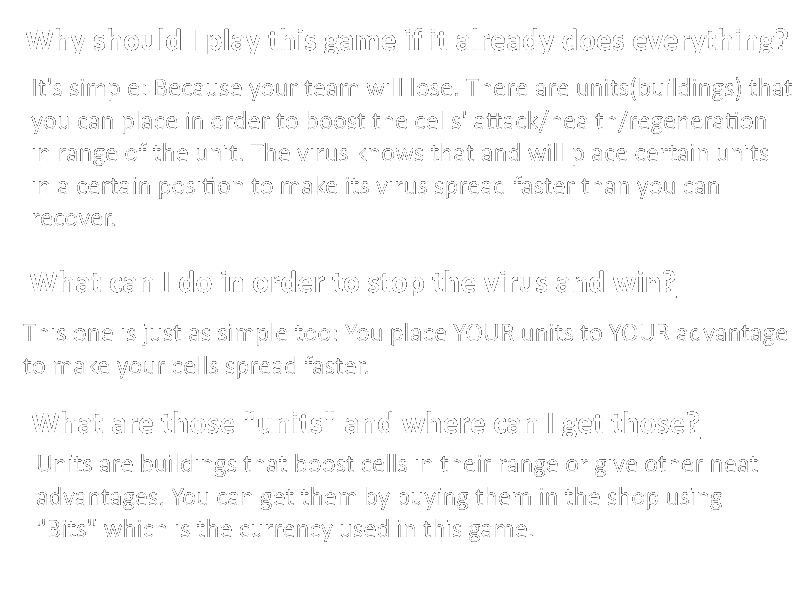 Why should I play this game if it already does everything?
It's simple: Because your team will lose. There are units(buildings) that
you can place in order to boost the cells' attack/health/regeneration
in range of the unit. The virus knows that and will place certain units
in a certain position to make its virus spread faster than you can
recover.
What can I do in order to stop the virus and win?
This one is just as simple too: You place YOUR units to YOUR advantage
to make your cells spread faster.
What are those "units" and where can I get those?
Units are buildings that boost cells in their range or give other neat
advantages. You can get them by buying them in the shop using
"Bits" which is the currency used in this game.